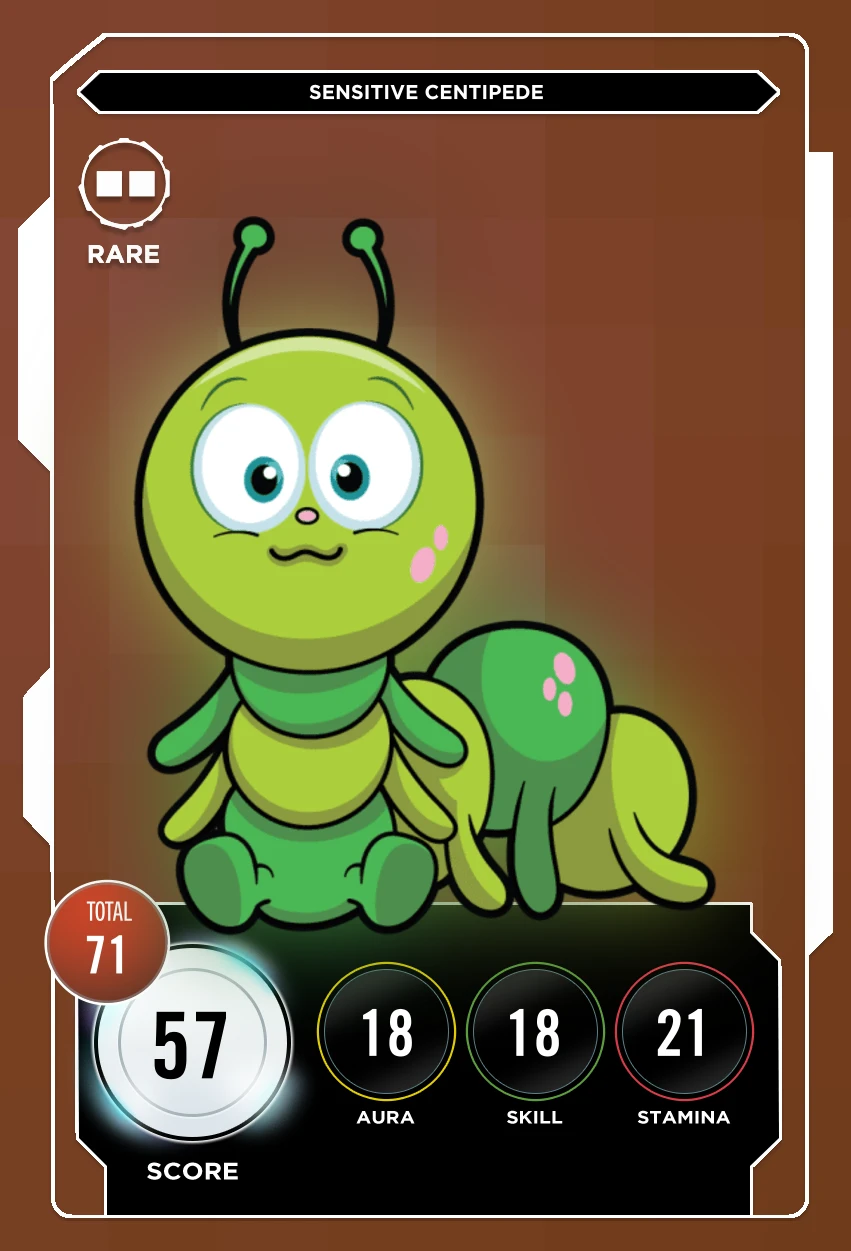 SENSITIVE CENTIPEDE
RARE
TOTAL
71
57
SCORE
18
AURA
18
SKILL
21
STAMINA